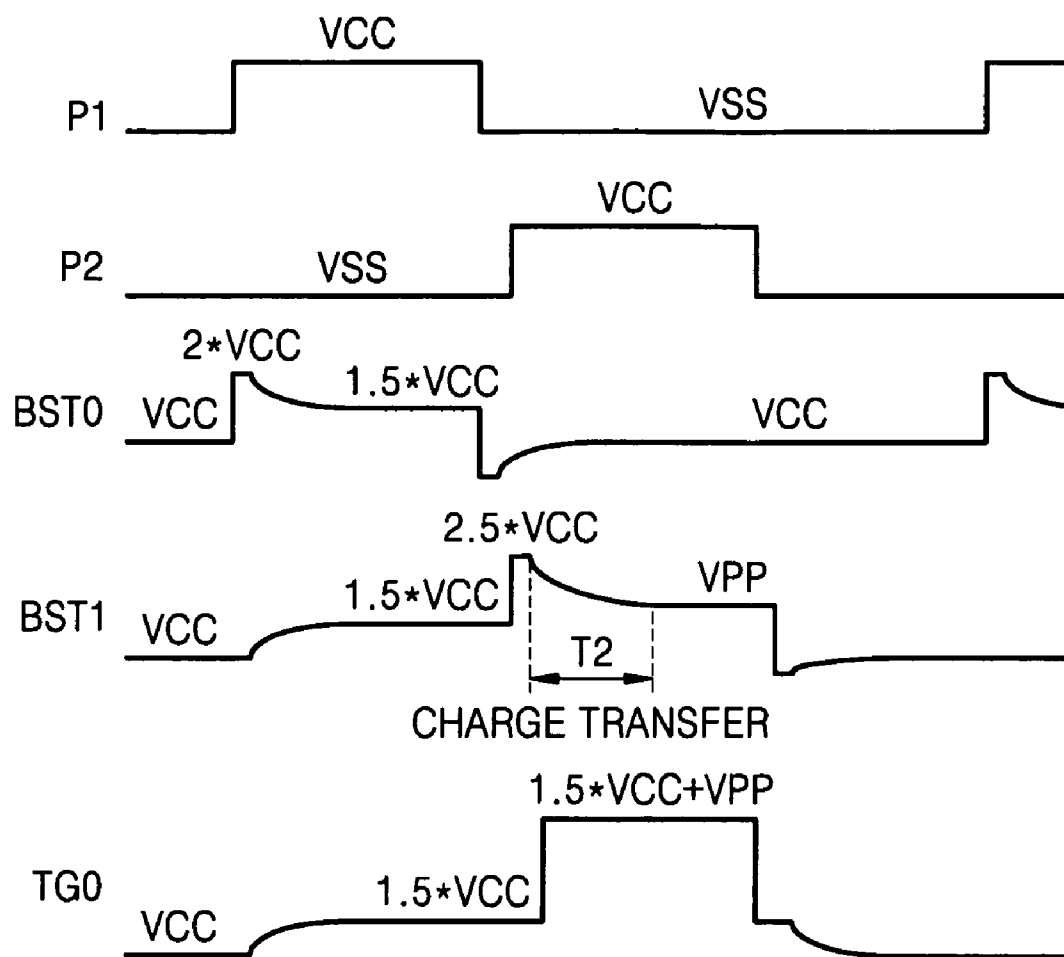 VCC
P1
VSS
VCC
P2
VSS
2*VCC
1.5*VCC
BST0
VCC
VCC
2.5*VCC
BST1
VCC
1.5*VCC
VPP
T2
CHARGE TRANSFER
1.5*VCC+VPP
TG0
1.5*VCC
VCC